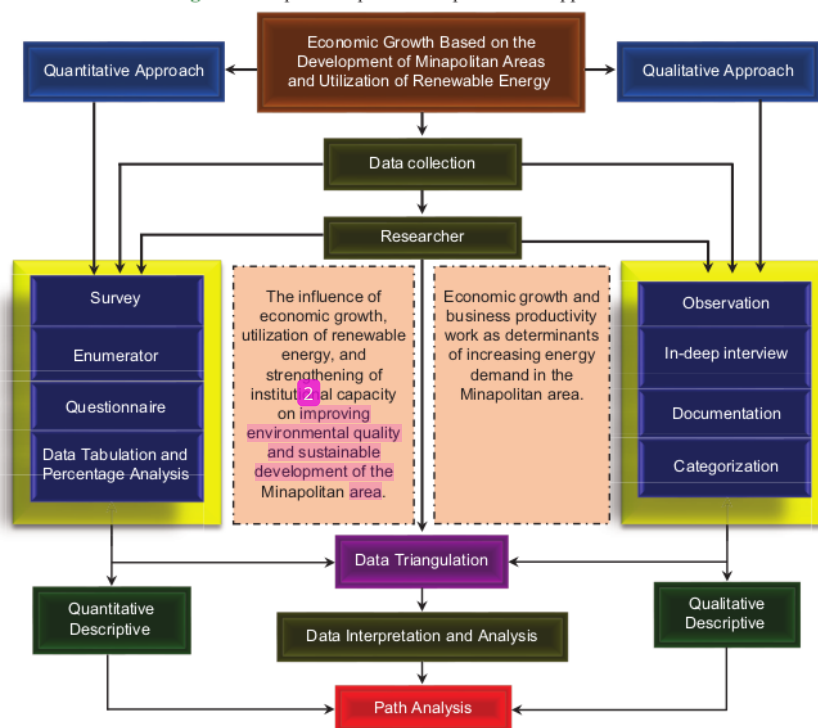 Economic Growth Based on the
Development of Minapolitan Areas
and Utilization of Renewable Energy
Quantitative Approach
Qualitative Approach
Data collection
Researcher
Survey
Enumerator
Questionnaire
Data Tabulation and
Percentage Analysis
The influence of
economic growth,
utilization of renewable
energy, and
strengthening of
2
capacity
on improving
environmental quality
and sustainable
development of the
Minapolitan area.
Economic growth and
business productivity
work as determinants
of increasing energy
demand in the
Minapolitan area.
Observation
In-deep interview
Documentation
Categorization
Data Triangulation
Quantitative
Descriptive
Qualitative
Descriptive
Data Interpretation and Analysis
Path Analysis